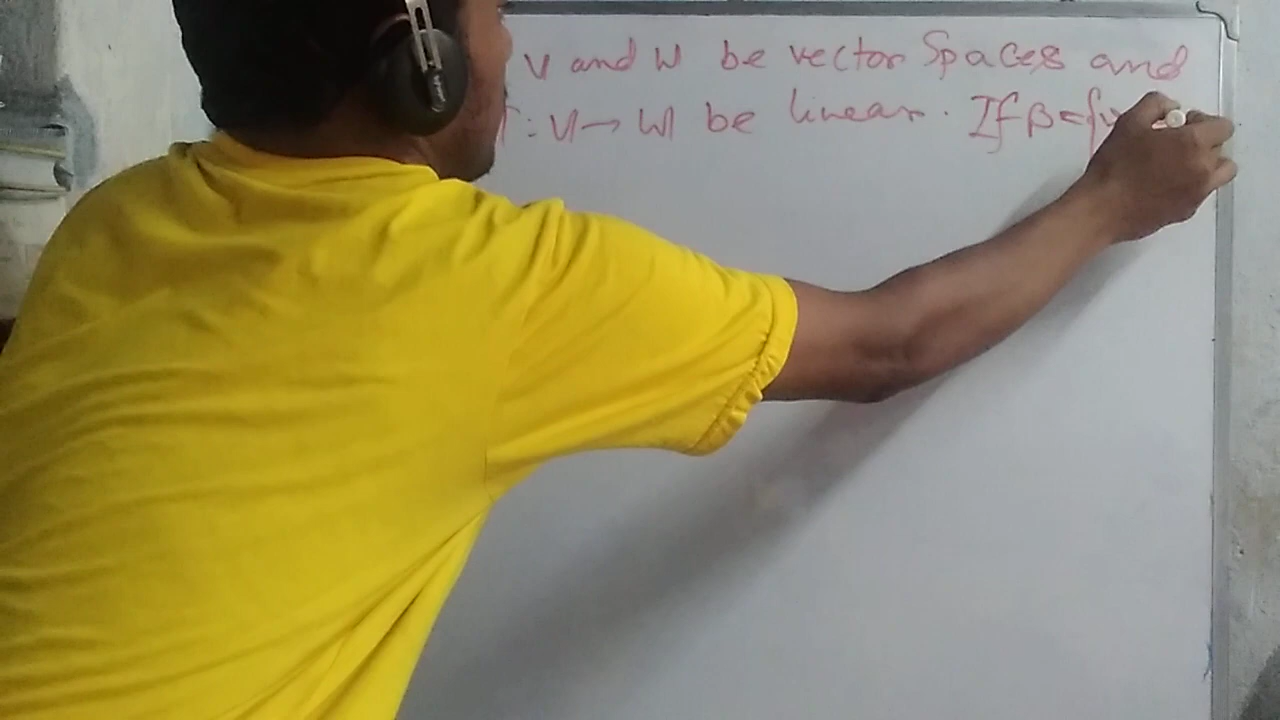 V and W be vector Spaces and
T: V → W be linear. If β = {v